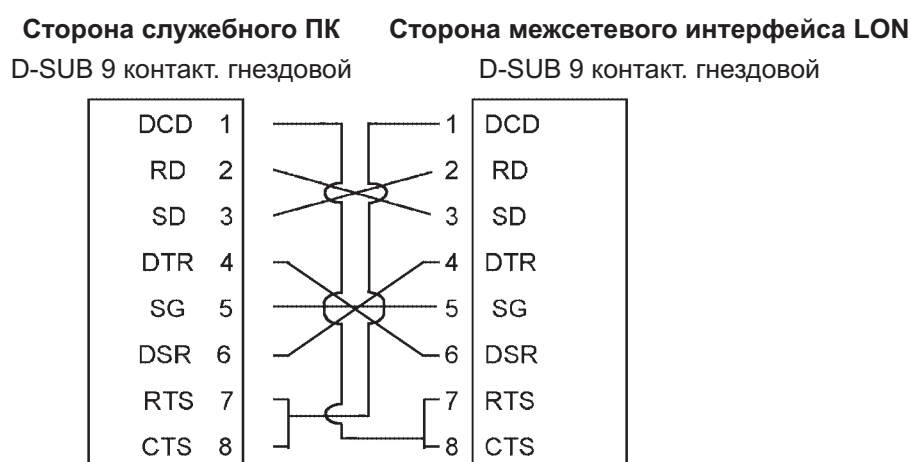 Сторона служебного ПК Сторона межсетевого интерфейса LON
D-SUB 9 контакт. гнездовой D-SUB 9 контакт. гнездовой
DCD 1 1 DCD
RD 2 2 RD
SD 3 3 SD
DTR 4 4 DTR
SG 5 5 SG
DSR 6 6 DSR
RTS 7 7 RTS
CTS 8 8 CTS